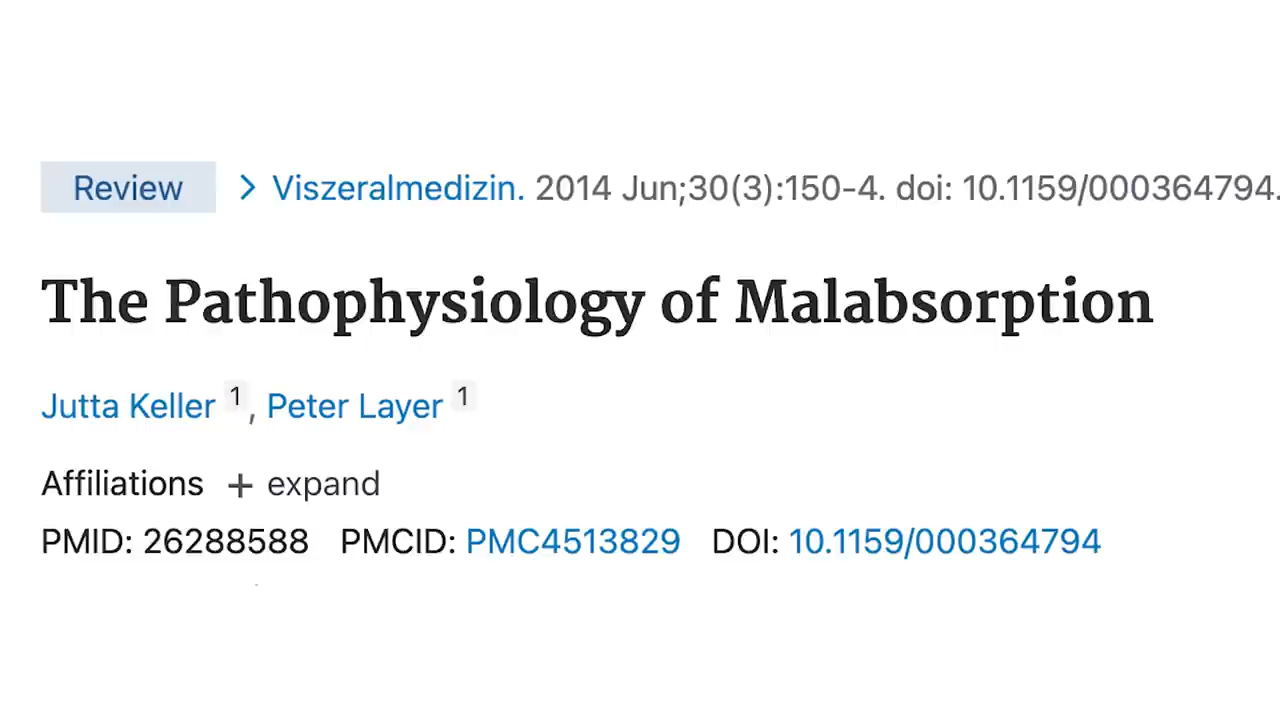 Review > Viszeralmedizin. 2014 Jun;30(3):150-4. doi: 10.1159/000364794.
The Pathophysiology of Malabsorption
Jutta Keller 1, Peter Layer 1
Affiliations + expand
PMID: 26288588 PMCID: PMC4513829 DOI: 10.1159/000364794